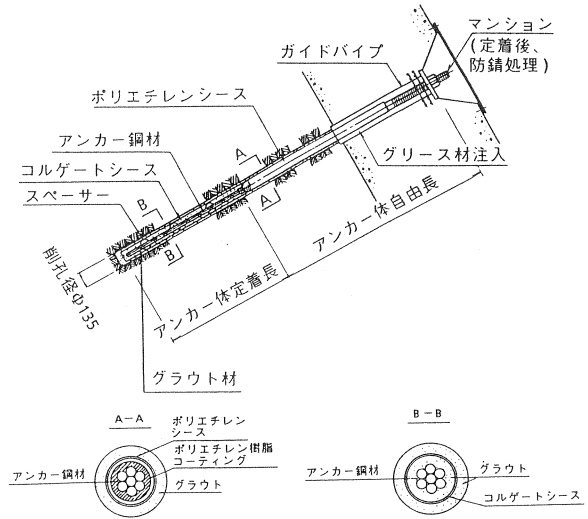 マンション
(定着後、
防錆処理)
ガイドパイプ
ポリエチレンシース
アンカー鋼材
コルゲートシース
スペーサー
A
A
B
B
グリース材注入
アンカー体自由長
アンカー体定着長
削孔径φ135
グラウト材
A-A
ポリエチレン
シース
ポリエチレン樹脂
コーティング
アンカー鋼材
グラウト
B-B
アンカー鋼材
グラウト
コルゲートシース